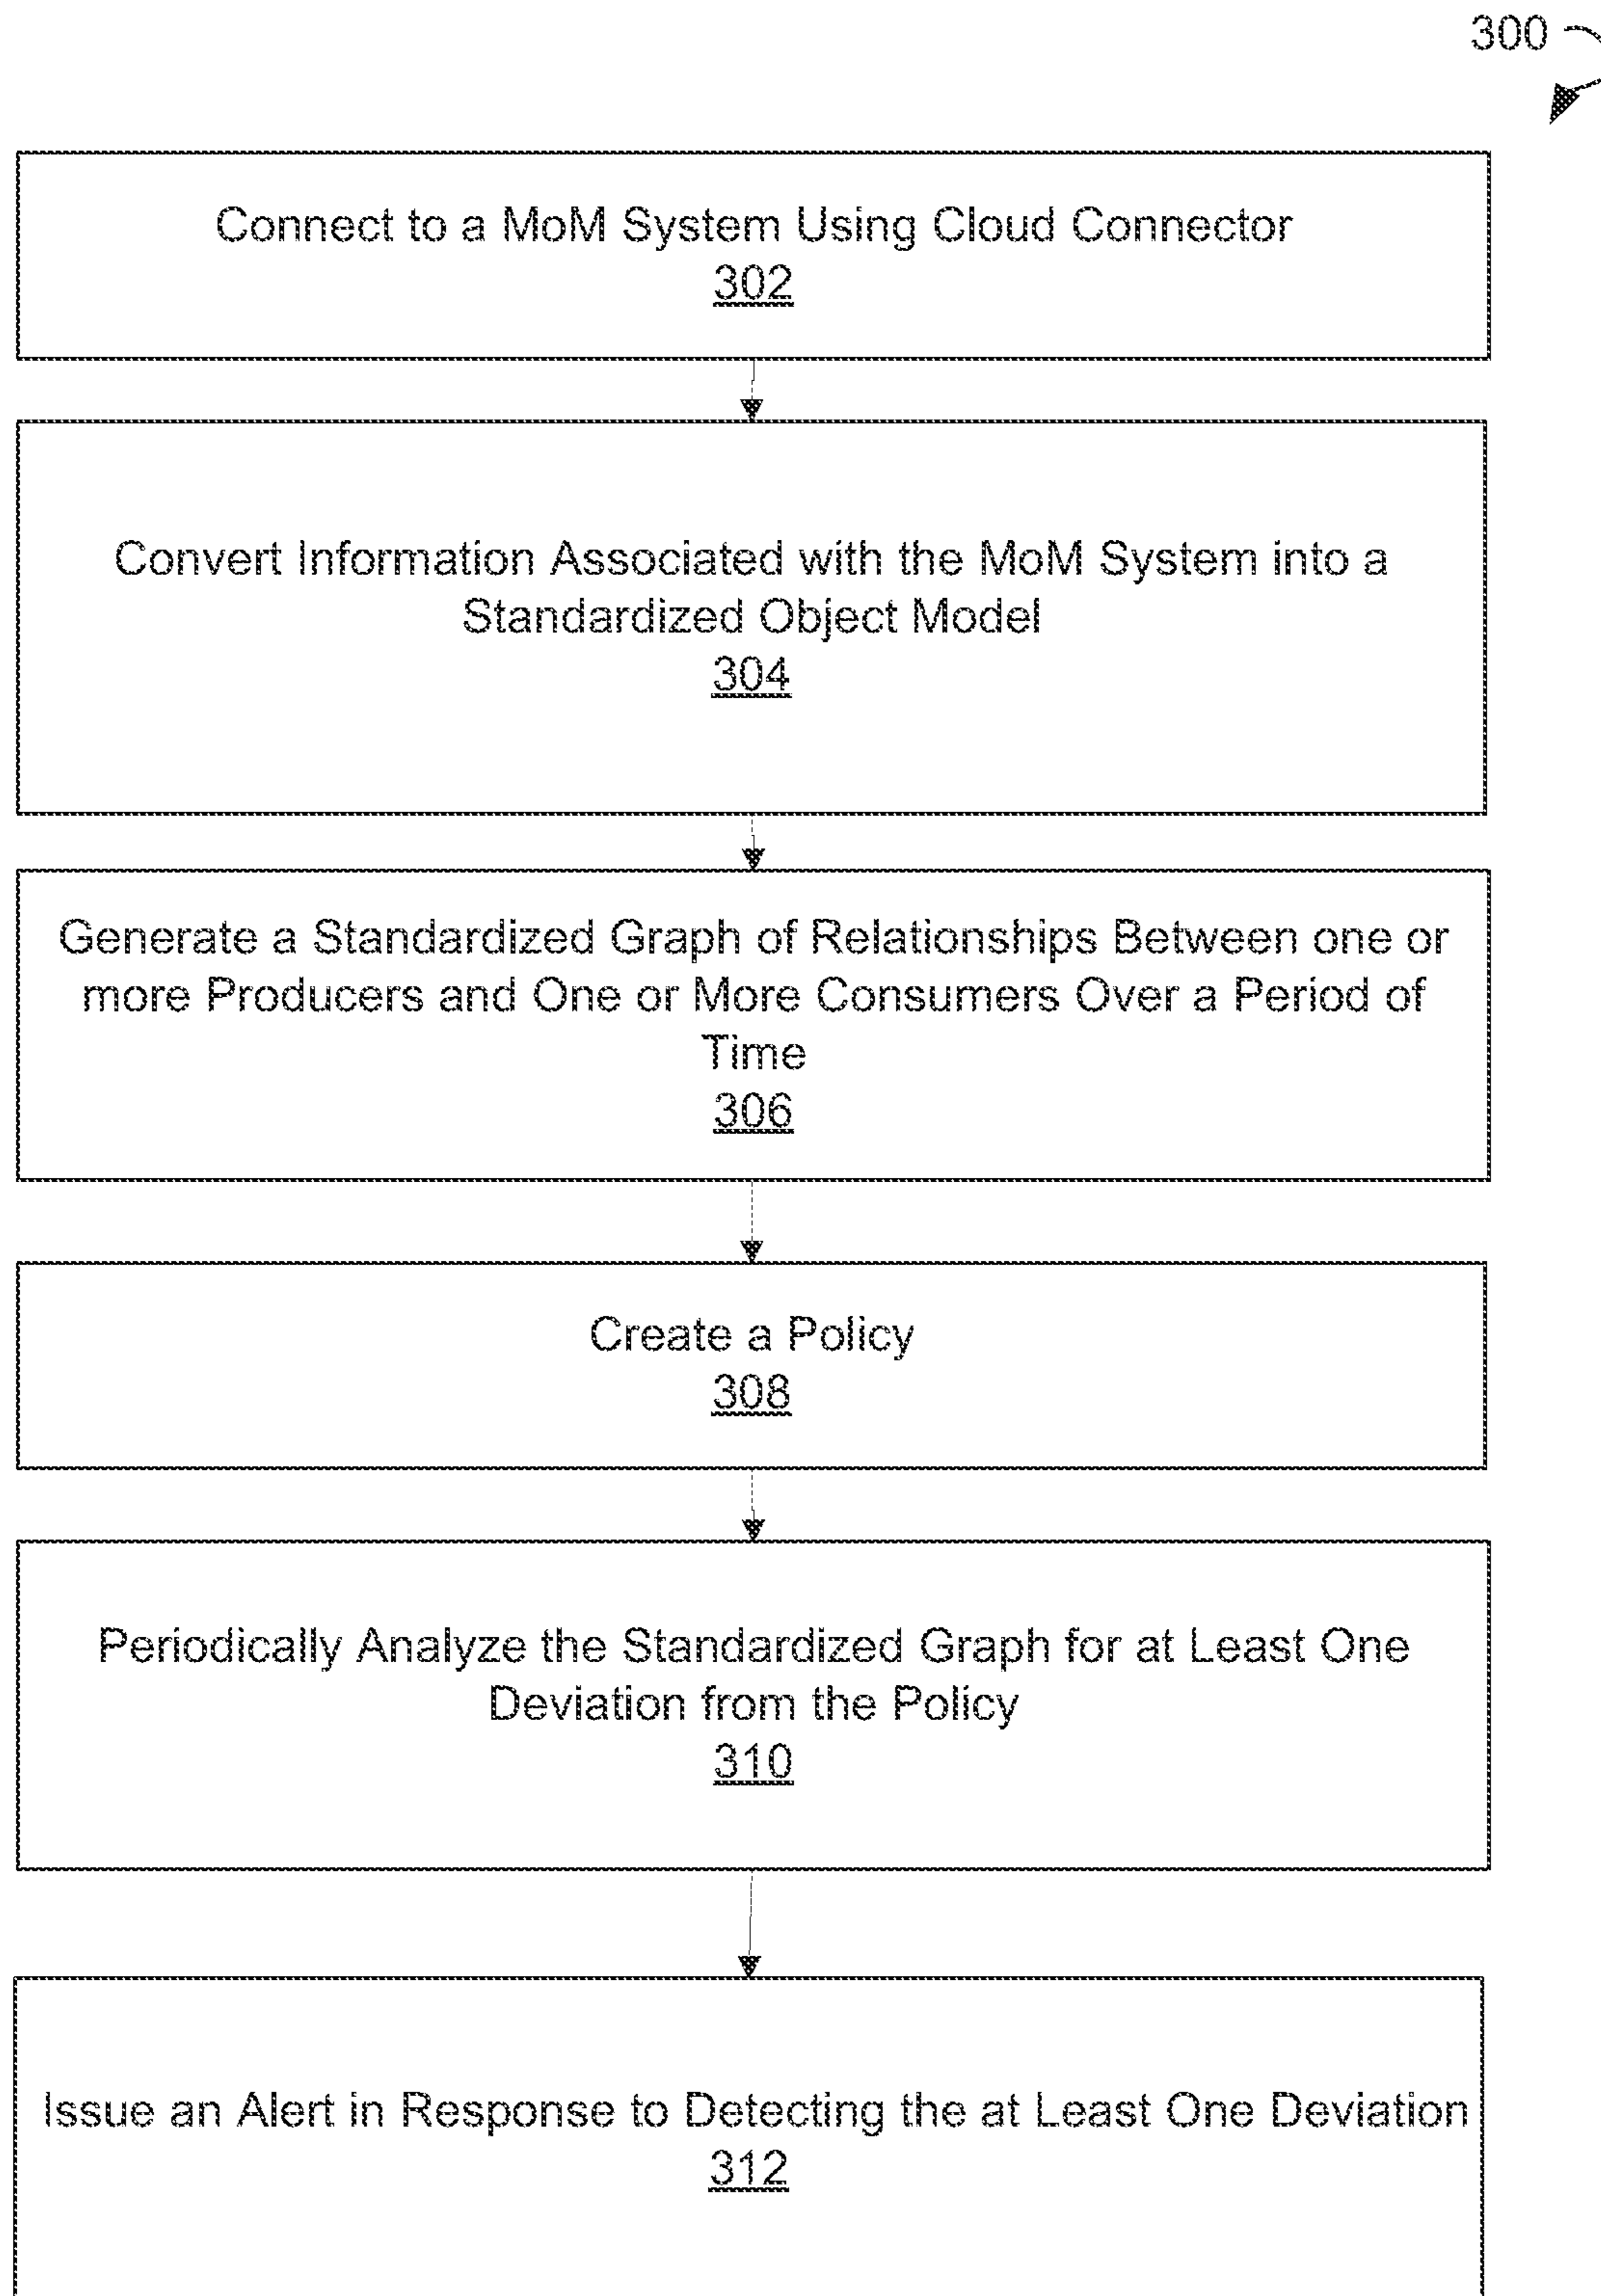 300
Connect to a MoM System Using Cloud Connector
302
Convert Information Associated with the MoM System into a
Standardized Object Model
304
Generate a Standardized Graph of Relationships Between one or
more Producers and One or More Consumers Over a Period of
Time
306
Create a Policy
308
Periodically Analyze the Standardized Graph for at Least One
Deviation from the Policy
310
Issue an Alert in Response to Detecting the at Least One Deviation
312